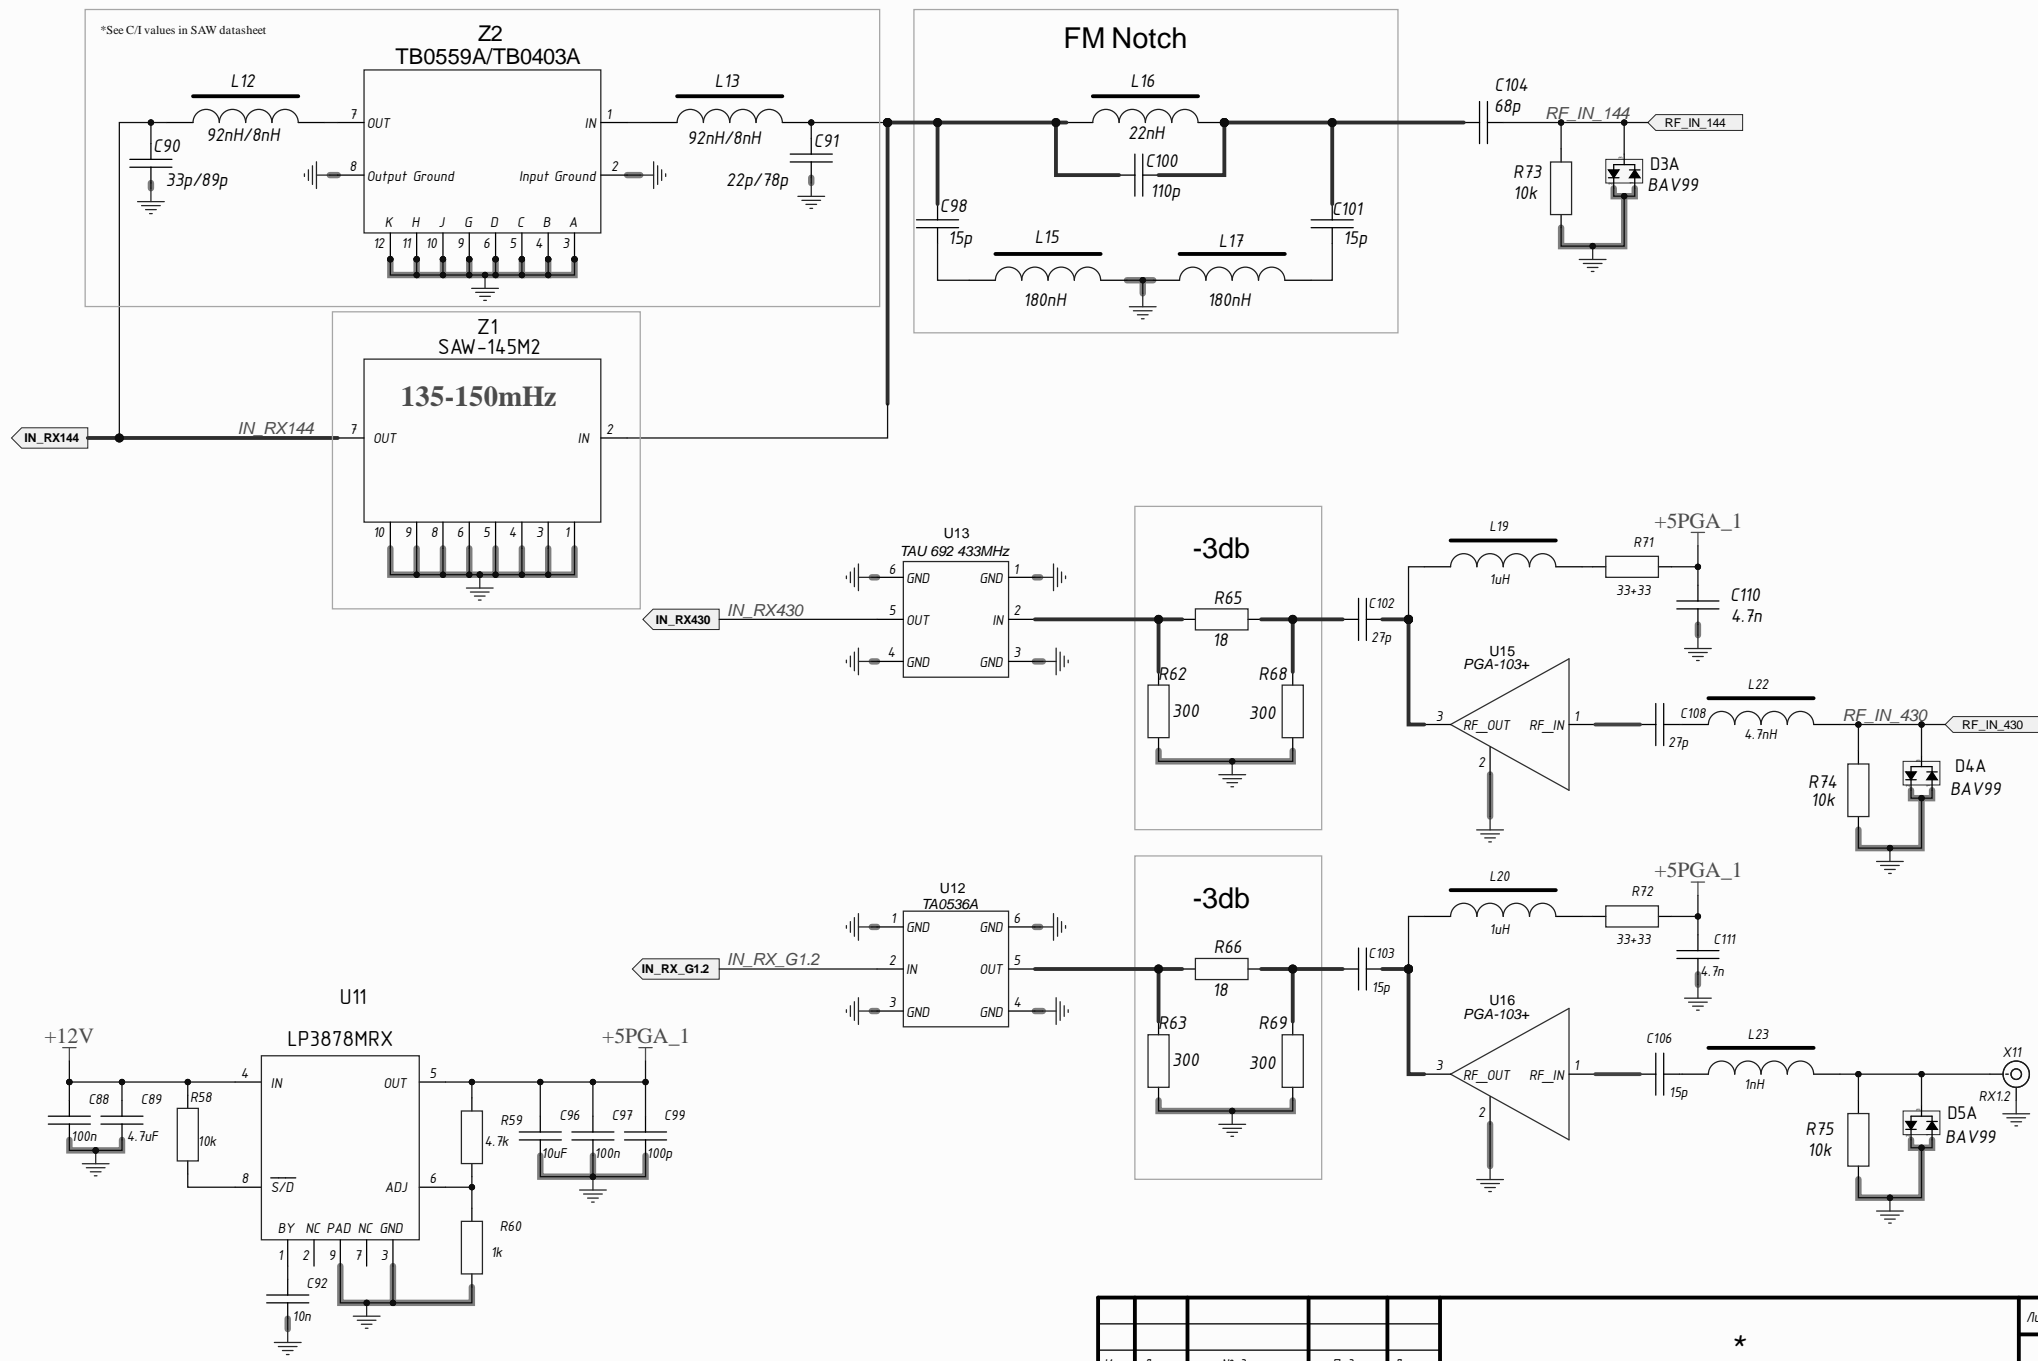 *See C/I values in SAW datasheet
Z2
TB0559A/TB0403A
L12
92nH/8nH
C90
33p/89p
7
OUT
8
Output Ground
IN
1
Input Ground
2
K H J G D C B A
12 11 10 9 6 5 4 3
L13
92nH/8nH
C91
22p/78p
FM Notch
L16
22nH
C100
110p
C98
15p
L15
180nH
L17
180nH
C101
15p
C104
68p
RF_IN_144
RF_IN_144
R73
10k
D3A
BAV99
Z1
SAW-145M2
135-150mHz
IN_RX144
IN_RX144
7
OUT
IN
2
10 9 8 6 5 4 3 1
U13
TAU 692 433MHz
6 GND GND 1
5 OUT IN 2
4 GND GND 3
IN_RX430
IN_RX430
-3db
R65
18
R62
300
R68
300
C102
27p
L19
1uH
R71
33+33
+5PGA_1
C110
4.7n
U15
PGA-103+
3 RF_OUT RF_IN 1
2
C108
27p
L22
4.7nH
RF_IN_430
RF_IN_430
R74
10k
D4A
BAV99
U12
TA0536A
1 GND GND 6
2 IN OUT 5
3 GND GND 4
IN_RX_G1.2
IN_RX_G1.2
-3db
R66
18
R63
300
R69
300
C103
15p
L20
1uH
R72
33+33
+5PGA_1
C111
4.7n
U16
PGA-103+
3 RF_OUT RF_IN 1
2
C106
15p
L23
1nH
X11
RX1.2
R75
10k
D5A
BAV99
U11
LP3878MRX
+12V
C88
100n
C89
4.7uF
R58
10k
4 IN OUT 5
8 S/D ADJ 6
BY NC PAD NC GND
1 2 9 7 3
C92
10n
+5PGA_1
R59
4.7k
R60
1k
C96
10uF
C97
100n
C99
100p
*